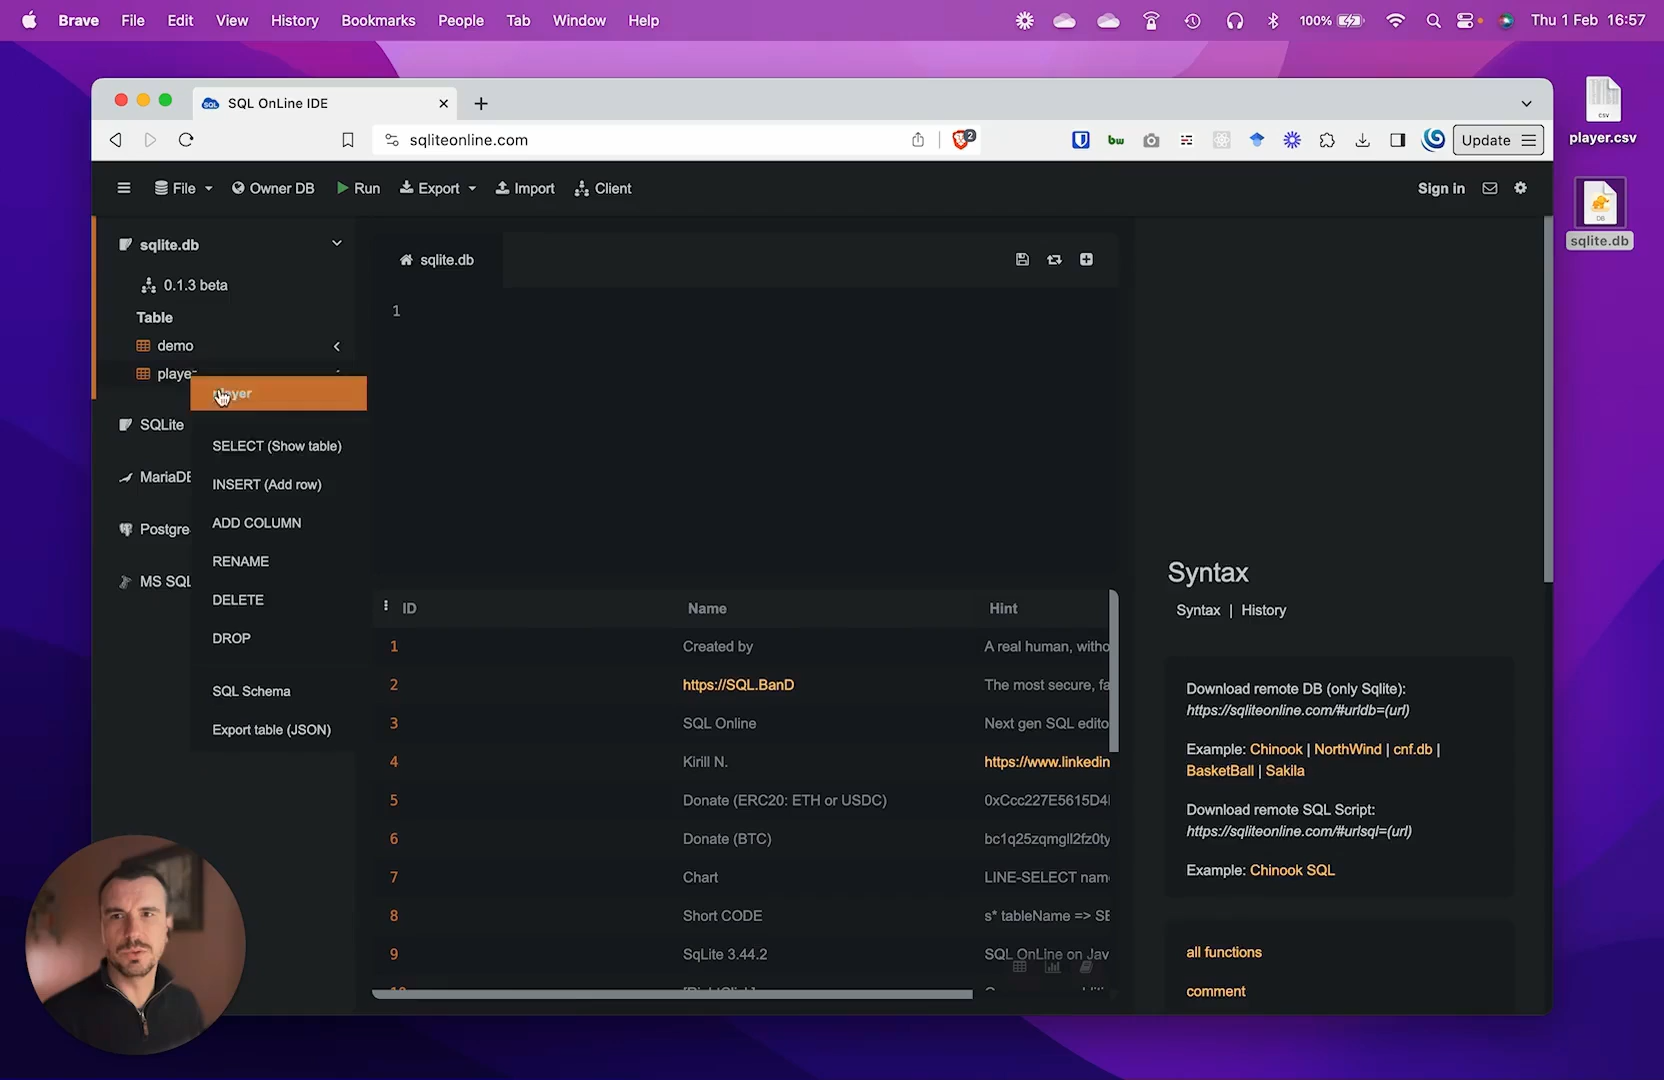 Brave File Edit View History Bookmarks People Tab Window Help
100% Thu 1 Feb 16:57
SQL OnLine IDE
sqliteonline.com
2
bw
Update
CSV
player.csv
DB
sqlite.db
File Owner DB Run Export Import Client
Sign in
sqlite.db
0.1.3 beta
Table
demo
player
SQLite
MariaDB
Postgre
MS SQL
SELECT (Show table)
INSERT (Add row)
ADD COLUMN
RENAME
DELETE
DROP
SQL Schema
Export table (JSON)
sqlite.db
1
ID Name Hint
1 Created by A real human, witho
2 https://SQL.BanD The most secure, fa
3 SQL Online Next gen SQL edito
4 Kirill N. https://www.linkedin
5 Donate (ERC20: ETH or USDC) 0xCcc227E5615D4
6 Donate (BTC) bc1q25zqmgll2fz0ty
7 Chart LINE-SELECT nam
8 Short CODE s* tableName => SE
9 SqLite 3.44.2 SQL OnLine on Jav
Syntax
Syntax | History
Download remote DB (only Sqlite):
https://sqliteonline.com/#urldb=(url)
Example: Chinook | NorthWind | cnf.db |
BasketBall | Sakila
Download remote SQL Script:
https://sqliteonline.com/#urlsql=(url)
Example: Chinook SQL
all functions
comment